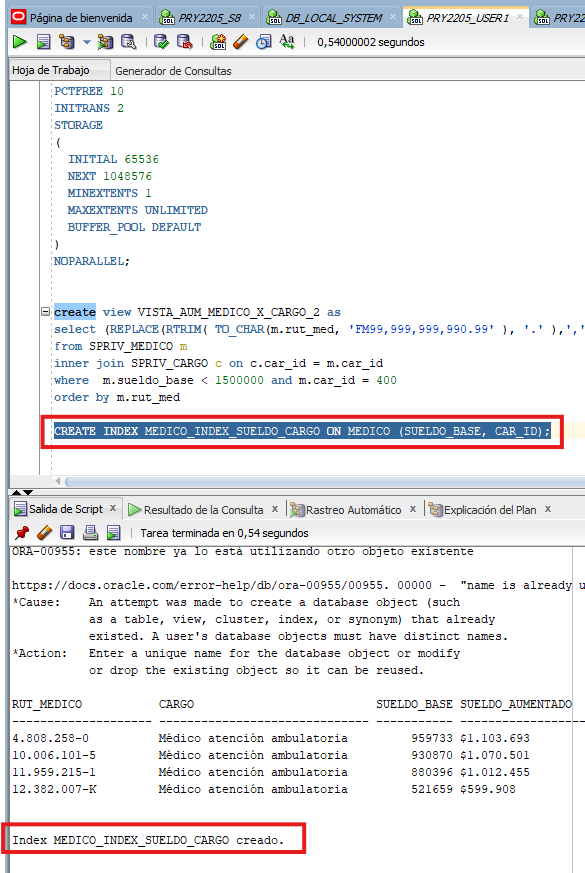 Página de bienvenida × PRY2205_S8 × DB_LOCAL_SYSTEM × PRY2205_USER1 × PRY22
0,54000002 segundos
Hoja de Trabajo Generador de Consultas
PCTFREE 10
INITRANS 2
STORAGE
(
INITIAL 65536
NEXT 1048576
MINEXTENTS 1
MAXEXTENTS UNLIMITED
BUFFER_POOL DEFAULT
)
NOPARALLEL;
create view VISTA_AUM_MEDICO_X_CARGO_2 as
select (REPLACE(RTRIM( TO_CHAR(m.rut_med, 'FM99,999,999,990.99' ), '.' ),','
from SPRIV_MEDICO m
inner join SPRIV_CARGO c on c.car_id = m.car_id
where m.sueldo_base < 1500000 and m.car_id = 400
order by m.rut_med
CREATE INDEX MEDICO_INDEX_SUELDO_CARGO ON MEDICO (SUELDO_BASE, CAR_ID);
Salida de Script × Resultado de la Consulta × Rastreo Automático × Explicación del Plan ×
Tarea terminada en 0,54 segundos
ORA-00955: este nombre ya lo está utilizando otro objeto existente
https://docs.oracle.com/error-help/db/ora-00955/00955. 00000 - "name is already u
*Cause: An attempt was made to create a database object (such
as a table, view, cluster, index, or synonym) that already
existed. A user's database objects must have distinct names.
*Action: Enter a unique name for the database object or modify
or drop the existing object so it can be reused.
RUT_MEDICO CARGO SUELDO_BASE SUELDO_AUMENTADO
4.808.258-0 Médico atención ambulatoria 959733 $1.103.693
10.006.101-5 Médico atención ambulatoria 930870 $1.070.501
11.959.215-1 Médico atención ambulatoria 880396 $1.012.455
12.382.007-K Médico atención ambulatoria 521659 $599.908
Index MEDICO_INDEX_SUELDO_CARGO creado.